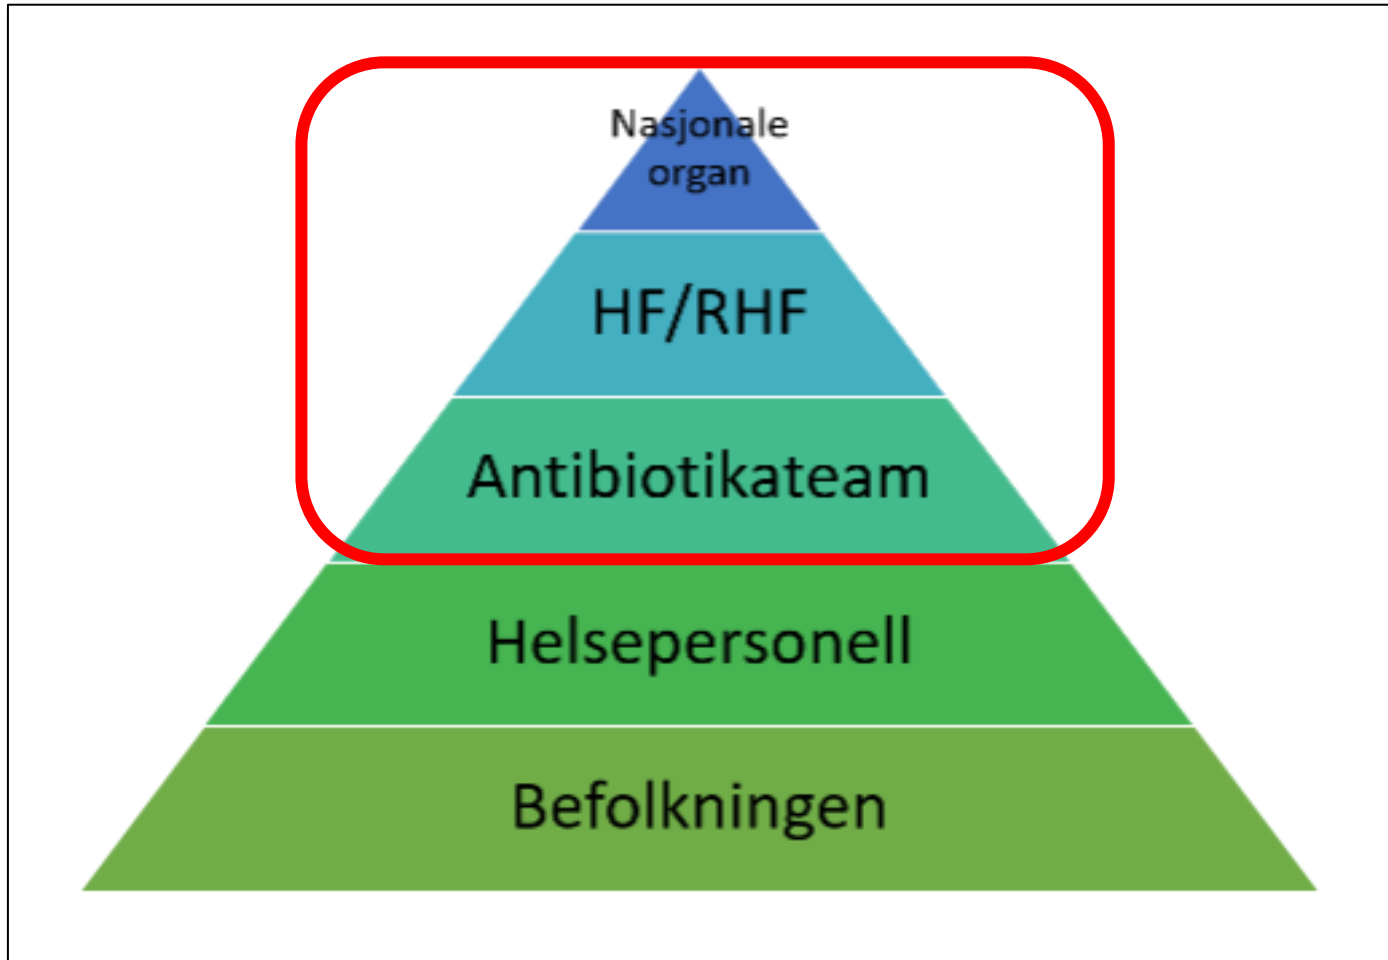 Nasjonale
organ
HF/RHF
Antibiotikateam
Helsepersonell
Befolkningen